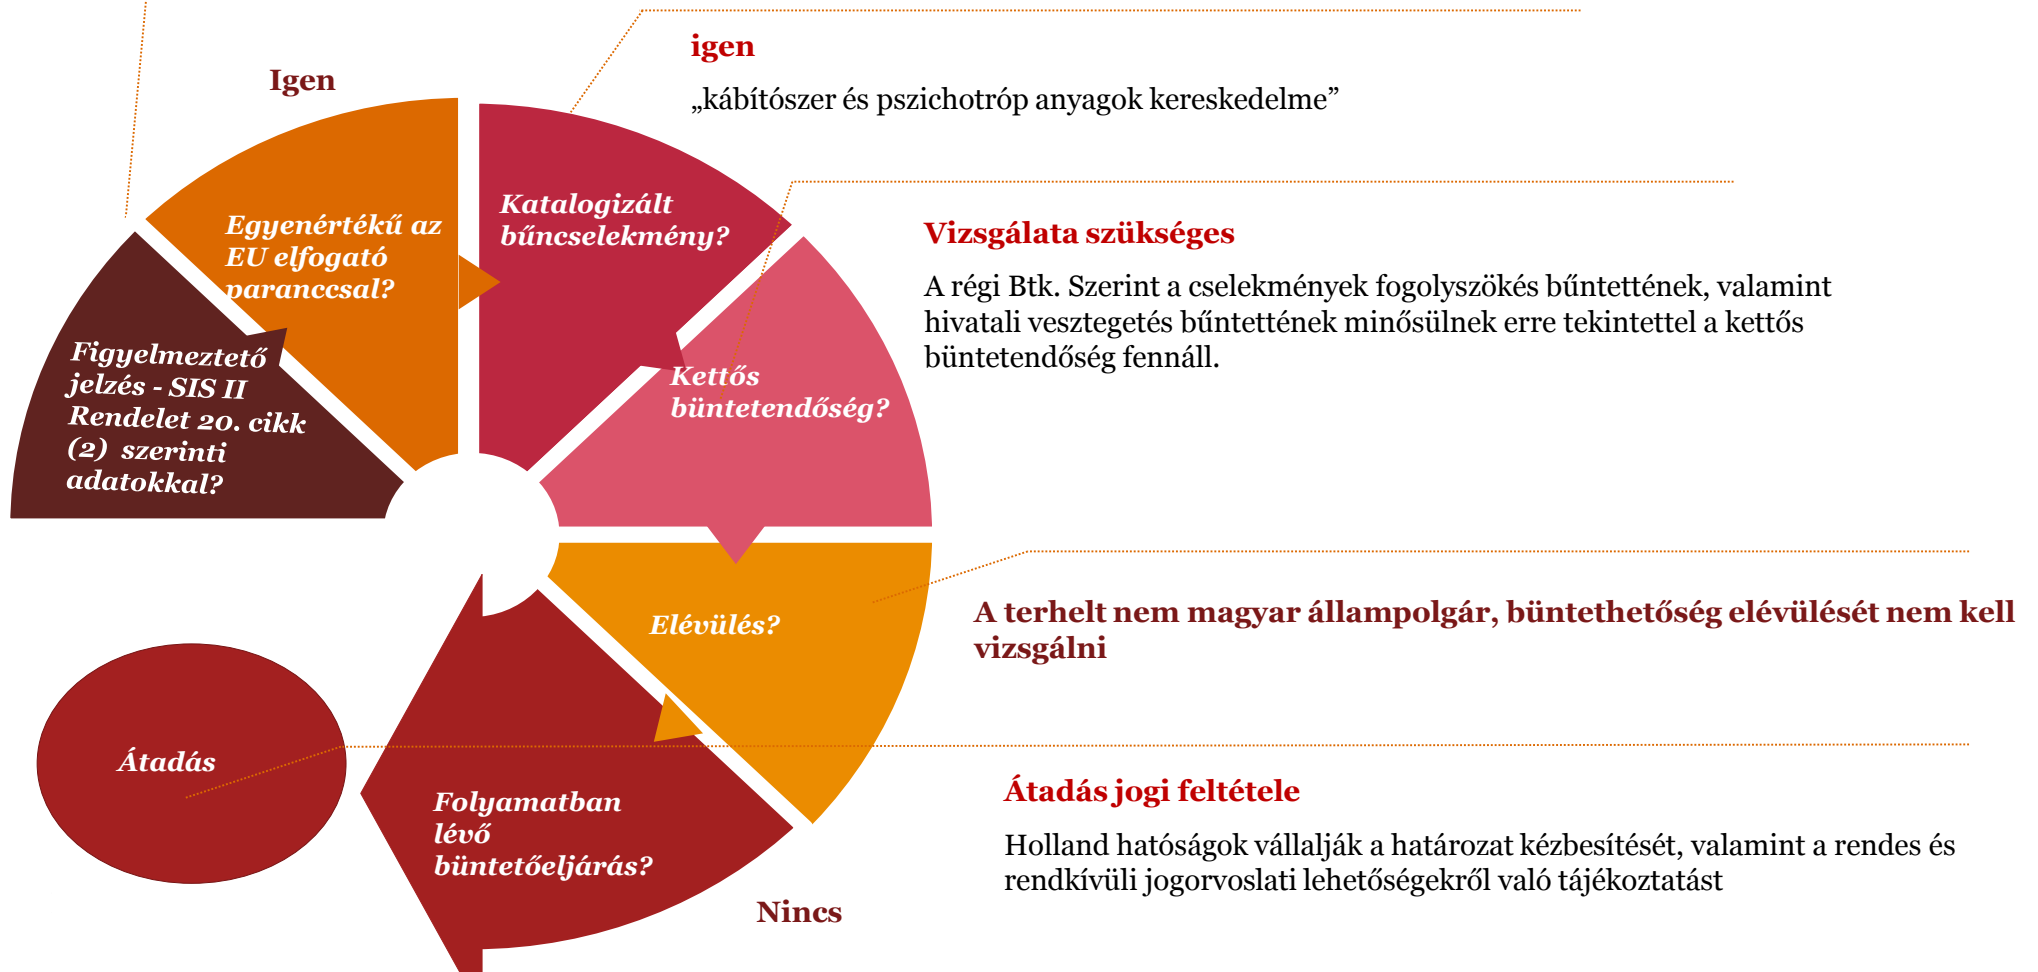 Igen
igen
„kábítószer és pszichotróp anyagok kereskedelme”
Egyenértékű az
EU elfogató
paranccsal?
Katalogizált
bűncselekmény?
Vizsgálata szükséges
A régi Btk. Szerint a cselekmények fogolyszökés bűntettének, valamint
hivatali vesztegetés bűntettének minősülnek erre tekintettel a kettős
büntetendőség fennáll.
Figyelmeztető
jelzés - SIS II
Rendelet 20. cikk
(2) szerinti
adatokkal?
Kettős
büntetendőség?
Elévülés?
A terhelt nem magyar állampolgár, büntethetőség elévülését nem kell
vizsgálni
Átadás
Folyamatban
lévő
büntetőeljárás?
Átadás jogi feltétele
Holland hatóságok vállalják a határozat kézbesítését, valamint a rendes és
rendkívüli jogorvoslati lehetőségekről való tájékoztatást
Nincs